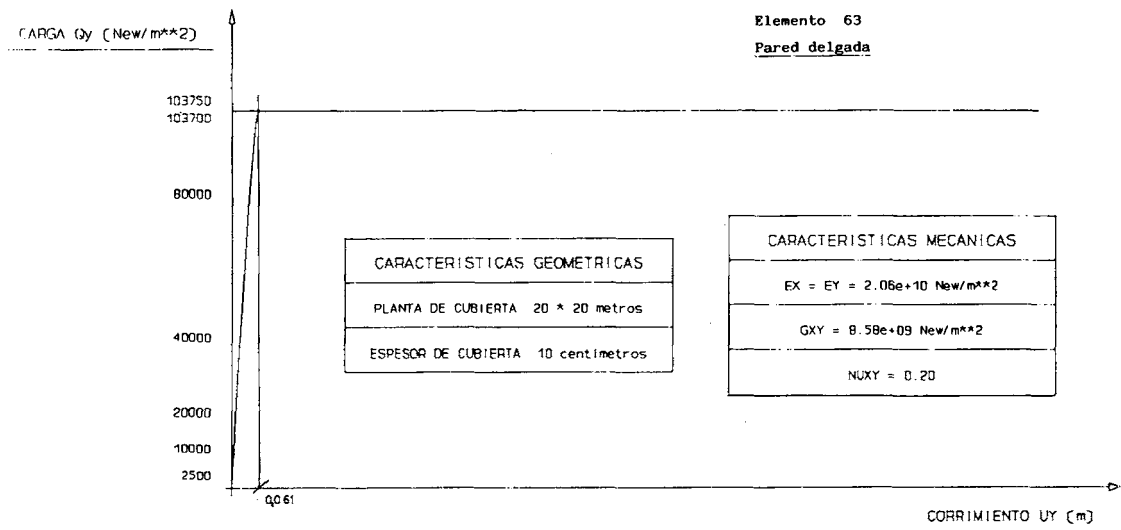 Elemento 63
Pared delgada
CARGA Qy (New/m**2)
103750
103700
80000
40000
20000
10000
2500
0,061
CORRIMIENTO UY (m)
CARACTERISTICAS GEOMETRICAS
PLANTA DE CUBIERTA 20 * 20 metros
ESPESOR DE CUBIERTA 10 centimetros
CARACTERISTICAS MECANICAS
EX = EY = 2.06e+10 New/m**2
GXY = 8.58e+09 New/m**2
NUXY = 0.20